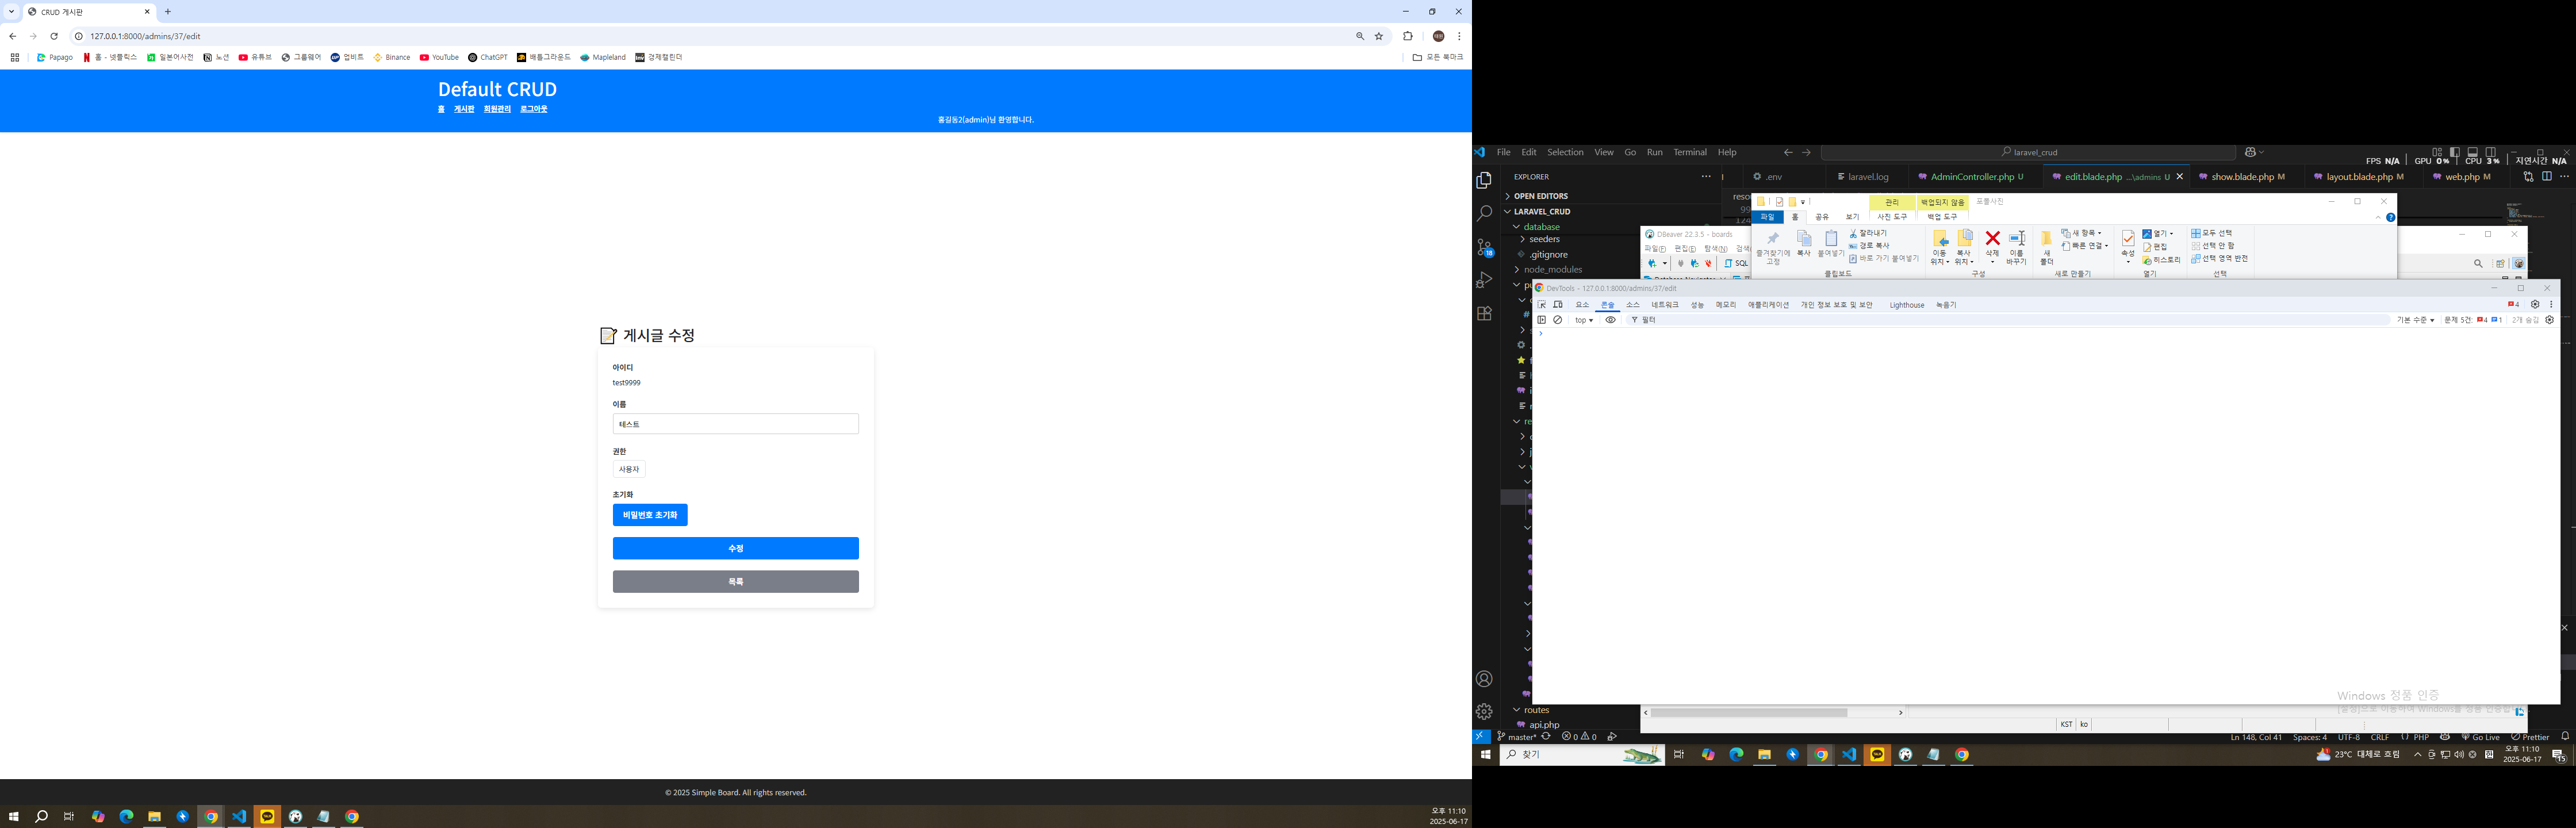 CRUD 게시판
127.0.0.1:8000/admins/37/edit
Papago 홈 - 넷플릭스 일본어사전 노션 유튜브 그룹웨어 업비트 Binance YouTube ChatGPT 배틀그라운드 Mapleland 경제캘린더 모든 북마크
Default CRUD
홈 게시판 회원관리 로그아웃
홍길동2(admin)님 환영합니다.
📝 게시글 수정
아이디
test9999
이름
테스트
권한
사용자
초기화
비밀번호 초기화
수정
목록
© 2025 Simple Board. All rights reserved.
오후 11:10
2025-06-17
File Edit Selection View Go Run Terminal Help
laravel_crud
FPS N/A GPU 0% CPU 3% 지연시간 N/A
EXPLORER
.env laravel.log AdminController.php U edit.blade.php ...\admins U show.blade.php M layout.blade.php M web.php M
OPEN EDITORS
LARAVEL_CRUD
database
seeders
.gitignore
node_modules
routes
api.php
관리 백업되지 않음 포폴사진
파일 홈 공유 보기 사진 도구 백업 도구
즐겨찾기에 고정 복사 붙여넣기 잘라내기 경로 복사 바로 가기 붙여넣기
이동 위치 복사 위치 삭제 이름 바꾸기 새 폴더 새 항목 빠른 연결
속성 열기 편집 히스토리 모두 선택 선택 안 함 선택 영역 반전
클립보드 구성 새로 만들기 열기 선택
DBeaver 22.3.5 - boards
파일(F) 편집(E) 탐색(N)
SQL
DevTools - 127.0.0.1:8000/admins/37/edit
요소 콘솔 소스 네트워크 성능 메모리 애플리케이션 개인 정보 보호 및 보안 Lighthouse 녹음기 4
top 필터 기본 수준 문제 5건: 4 1 2개 숨김
Windows 정품 인증
KST ko
master* 0 0
Ln 148, Col 41 Spaces: 4 UTF-8 CRLF PHP Go Live Prettier
찾기
23°C 대체로 흐림
오후 11:10
2025-06-17
15